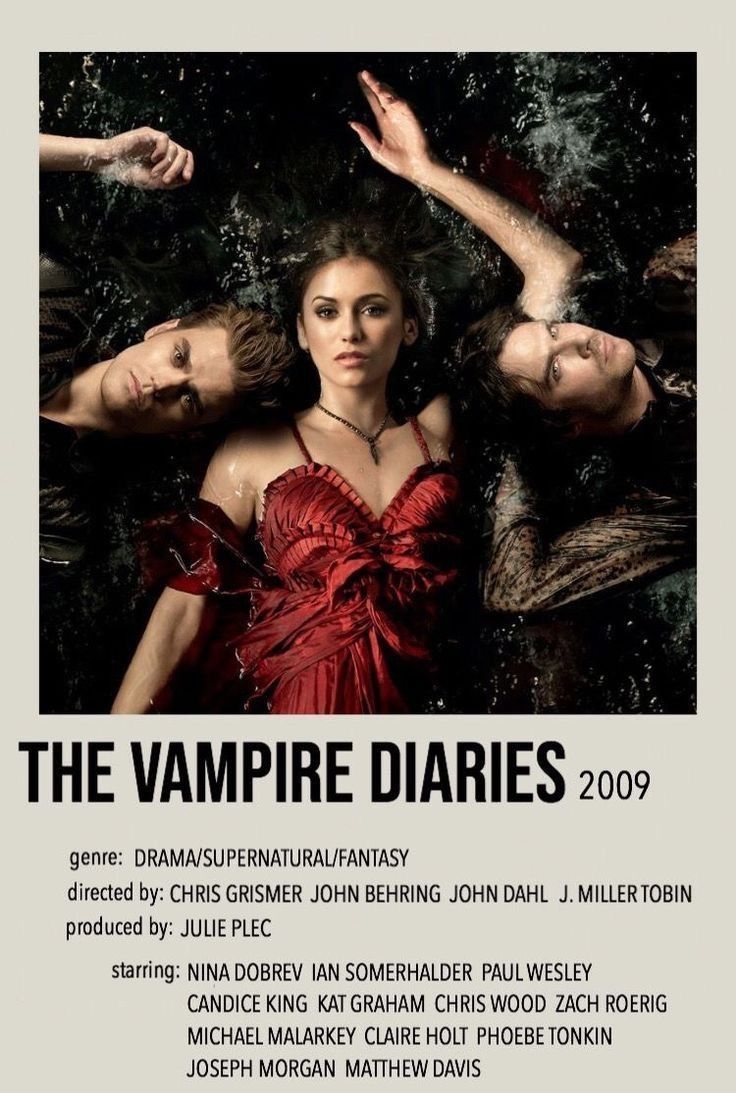 THE VAMPIRE DIARIES 2009
genre: DRAMA/SUPERNATURAL/FANTASY
directed by: CHRIS GRISMER JOHN BEHRING JOHN DAHL J. MILLER TOBIN
produced by: JULIE PLEC
starring: NINA DOBREV IAN SOMERHALDER PAUL WESLEY
CANDICE KING KAT GRAHAM CHRIS WOOD ZACH ROERIG
MICHAEL MALARKEY CLAIRE HOLT PHOEBE TONKIN
JOSEPH MORGAN MATTHEW DAVIS